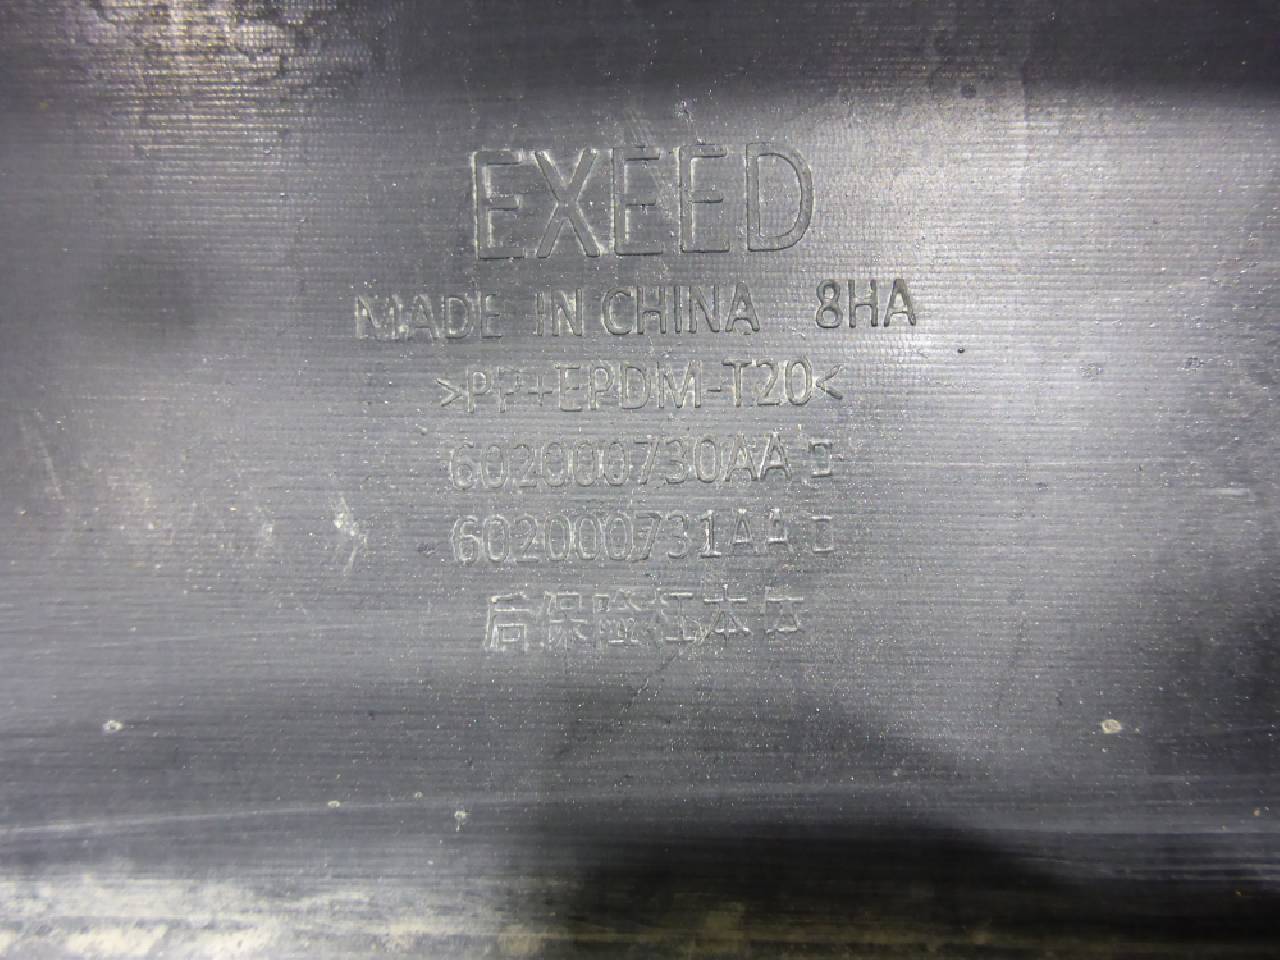 EXEED
MADE IN CHINA 8HA
>PP+EPDM-T20<
602000730AA □
602000731AA □
后保险杠本体